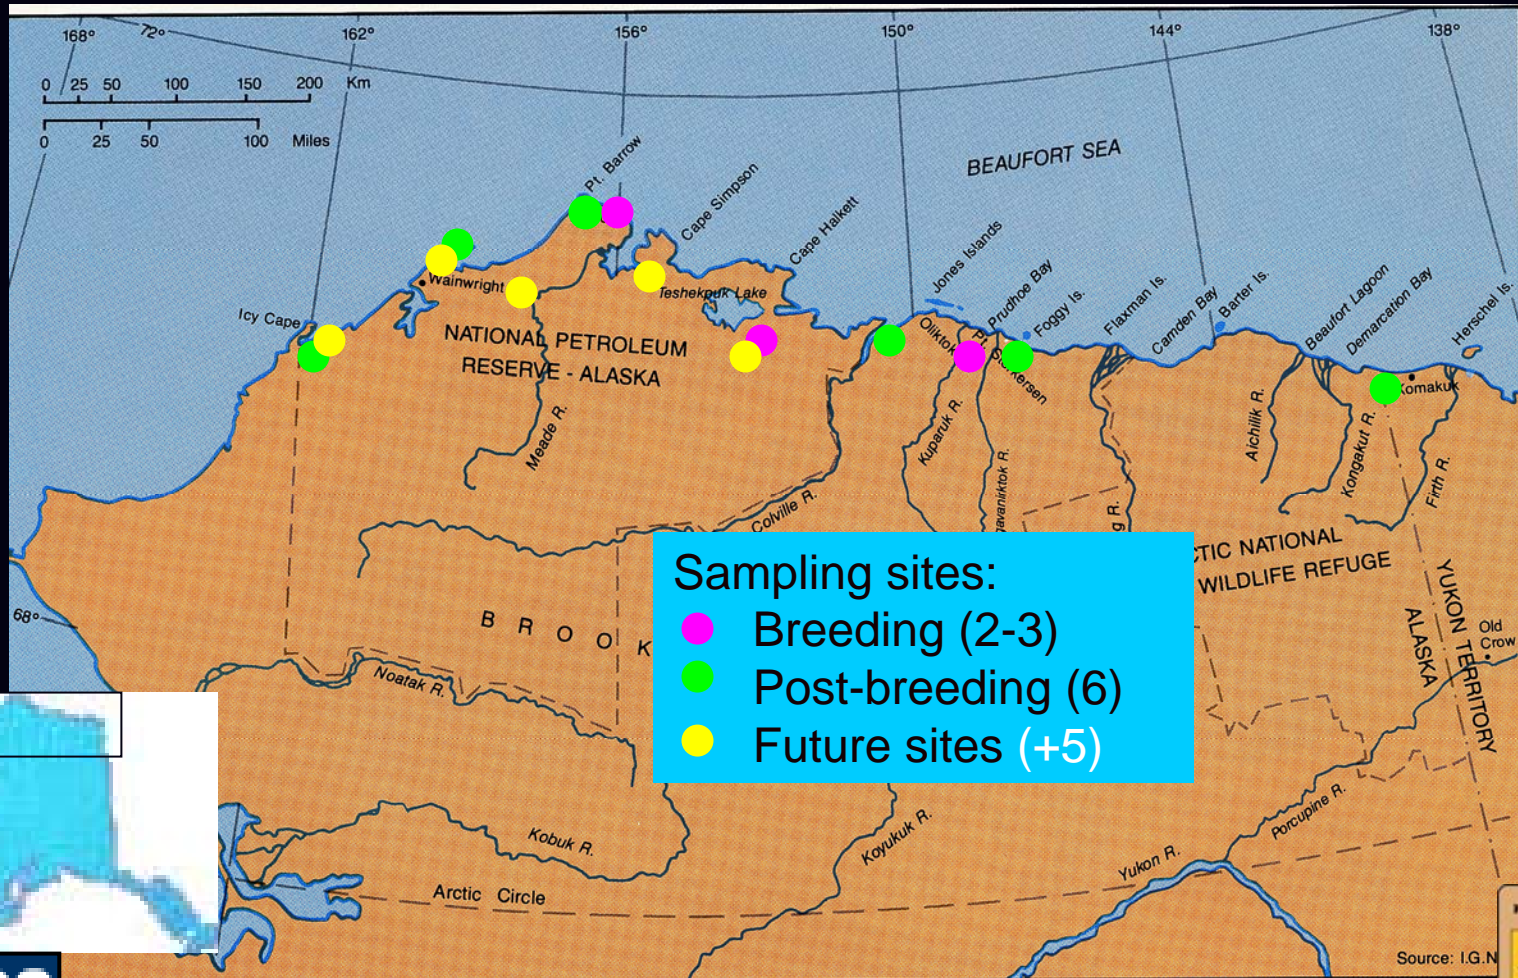 168°
72°
162°
156°
150°
144°
138°
0 25 50 100 150 200 Km
0 25 50 100 Miles
BEAUFORT SEA
Pt. Barrow
Cape Simpson
Cape Halkett
Jones Islands
Prudhoe Bay
Foggy Is.
Flaxman Is.
Camden Bay
Barter Is.
Beaufort Lagoon
Demarcation Bay
Herschel Is.
Wainwright
Teshekpuk Lake
Icy Cape
NATIONAL PETROLEUM
RESERVE - ALASKA
Meade R.
Kuparuk R.
Aichilik R.
Kongakut R.
Firth R.
Colville R.
68°
BROOK
Noatak R.
Sampling sites:
Breeding (2-3)
Post-breeding (6)
Future sites (+5)
CTIC NATIONAL
WILDLIFE REFUGE
YUKON TERRITORY
ALASKA
Old
Crow
Kobuk R.
Koyukuk R.
Porcupine R.
Yukon R.
Arctic Circle
Source: I.G.N